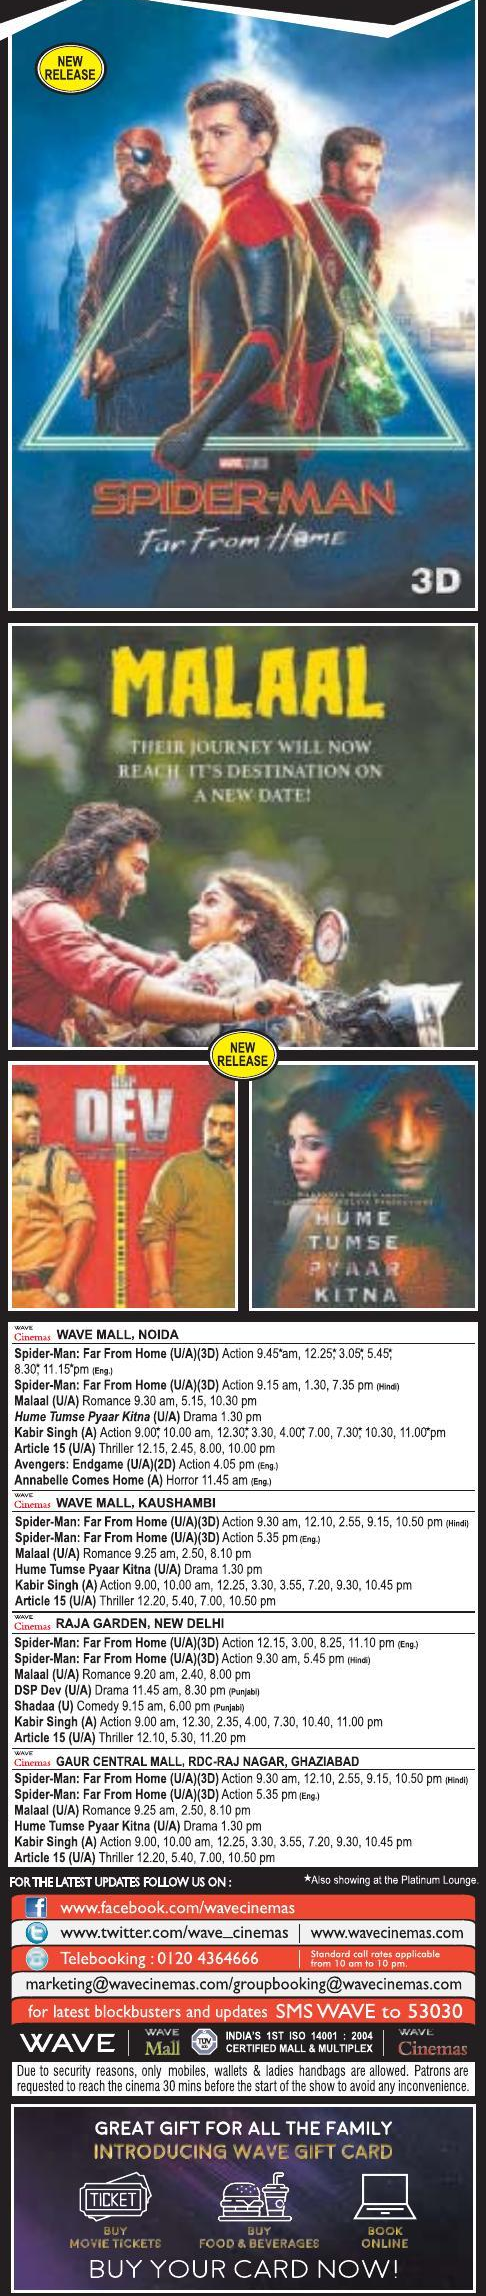 NEW
RELEASE
SPIDER-MAN
Far From Home
3D
MALAAL
THEIR JOURNEY WILL NOW
REACH IT'S DESTINATION ON
A NEW DATE!
NEW
RELEASE
DEV
HUME
TUMSE
PYAAR
KITNA
WAVE
Cinemas WAVE MALL, NOIDA
Spider-Man: Far From Home (U/A)(3D) Action 9.45*am, 12.25*, 3.05*, 5.45*,
8.30*, 11.15*pm (Eng.)
Spider-Man: Far From Home (U/A)(3D) Action 9.15 am, 1.30, 7.35 pm (Hindi)
Malaal (U/A) Romance 9.30 am, 5.15, 10.30 pm
Hume Tumse Pyaar Kitna (U/A) Drama 1.30 pm
Kabir Singh (A) Action 9.00*, 10.00 am, 12.30*, 3.30, 4.00*, 7.00, 7.30*, 10.30, 11.00*pm
Article 15 (U/A) Thriller 12.15, 2.45, 8.00, 10.00 pm
Avengers: Endgame (U/A)(2D) Action 4.05 pm (Eng.)
Annabelle Comes Home (A) Horror 11.45 am (Eng.)
WAVE
Cinemas WAVE MALL, KAUSHAMBI
Spider-Man: Far From Home (U/A)(3D) Action 9.30 am, 12.10, 2.55, 9.15, 10.50 pm (Hindi)
Spider-Man: Far From Home (U/A)(3D) Action 5.35 pm (Eng.)
Malaal (U/A) Romance 9.25 am, 2.50, 8.10 pm
Hume Tumse Pyaar Kitna (U/A) Drama 1.30 pm
Kabir Singh (A) Action 9.00, 10.00 am, 12.25, 3.30, 3.55, 7.20, 9.30, 10.45 pm
Article 15 (U/A) Thriller 12.20, 5.40, 7.00, 10.50 pm
WAVE
Cinemas RAJA GARDEN, NEW DELHI
Spider-Man: Far From Home (U/A)(3D) Action 12.15, 3.00, 8.25, 11.10 pm (Eng.)
Spider-Man: Far From Home (U/A)(3D) Action 9.30 am, 5.45 pm (Hindi)
Malaal (U/A) Romance 9.20 am, 2.40, 8.00 pm
DSP Dev (U/A) Drama 11.45 am, 8.30 pm (Punjabi)
Shadaa (U) Comedy 9.15 am, 6.00 pm (Punjabi)
Kabir Singh (A) Action 9.00 am, 12.30, 2.35, 4.00, 7.30, 10.40, 11.00 pm
Article 15 (U/A) Thriller 12.10, 5.30, 11.20 pm
WAVE
Cinemas GAUR CENTRAL MALL, RDC-RAJ NAGAR, GHAZIABAD
Spider-Man: Far From Home (U/A)(3D) Action 9.30 am, 12.10, 2.55, 9.15, 10.50 pm (Hindi)
Spider-Man: Far From Home (U/A)(3D) Action 5.35 pm (Eng.)
Malaal (U/A) Romance 9.25 am, 2.50, 8.10 pm
Hume Tumse Pyaar Kitna (U/A) Drama 1.30 pm
Kabir Singh (A) Action 9.00, 10.00 am, 12.25, 3.30, 3.55, 7.20, 9.30, 10.45 pm
Article 15 (U/A) Thriller 12.20, 5.40, 7.00, 10.50 pm
FOR THE LATEST UPDATES FOLLOW US ON : *Also showing at the Platinum Lounge.
www.facebook.com/wavecinemas
www.twitter.com/wave_cinemas | www.wavecinemas.com
Telebooking : 0120 4364666 | Standard call rates applicable
from 10 am to 10 pm.
marketing@wavecinemas.com/groupbooking@wavecinemas.com
for latest blockbusters and updates SMS WAVE to 53030
WAVE
WAVE
Mall
INDIA'S 1ST ISO 14001 : 2004
CERTIFIED MALL & MULTIPLEX
WAVE
Cinemas
Due to security reasons, only mobiles, wallets & ladies handbags are allowed. Patrons are
requested to reach the cinema 30 mins before the start of the show to avoid any inconvenience.
GREAT GIFT FOR ALL THE FAMILY
INTRODUCING WAVE GIFT CARD
TICKET
BUY
MOVIE TICKETS
BUY
FOOD & BEVERAGES
BOOK
ONLINE
BUY YOUR CARD NOW!